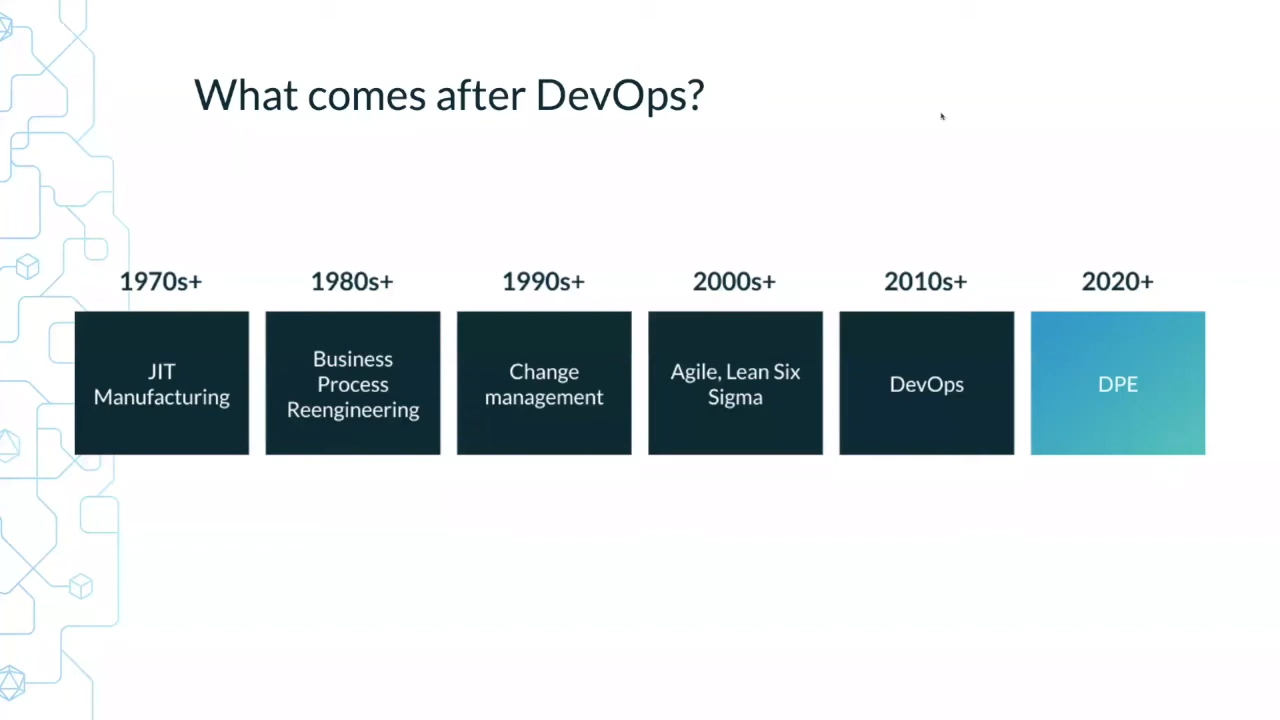 What comes after DevOps?
1970s+
1980s+
1990s+
2000s+
2010s+
2020+
JIT
Manufacturing
Business
Process
Reengineering
Change
management
Agile, Lean Six
Sigma
DevOps
DPE